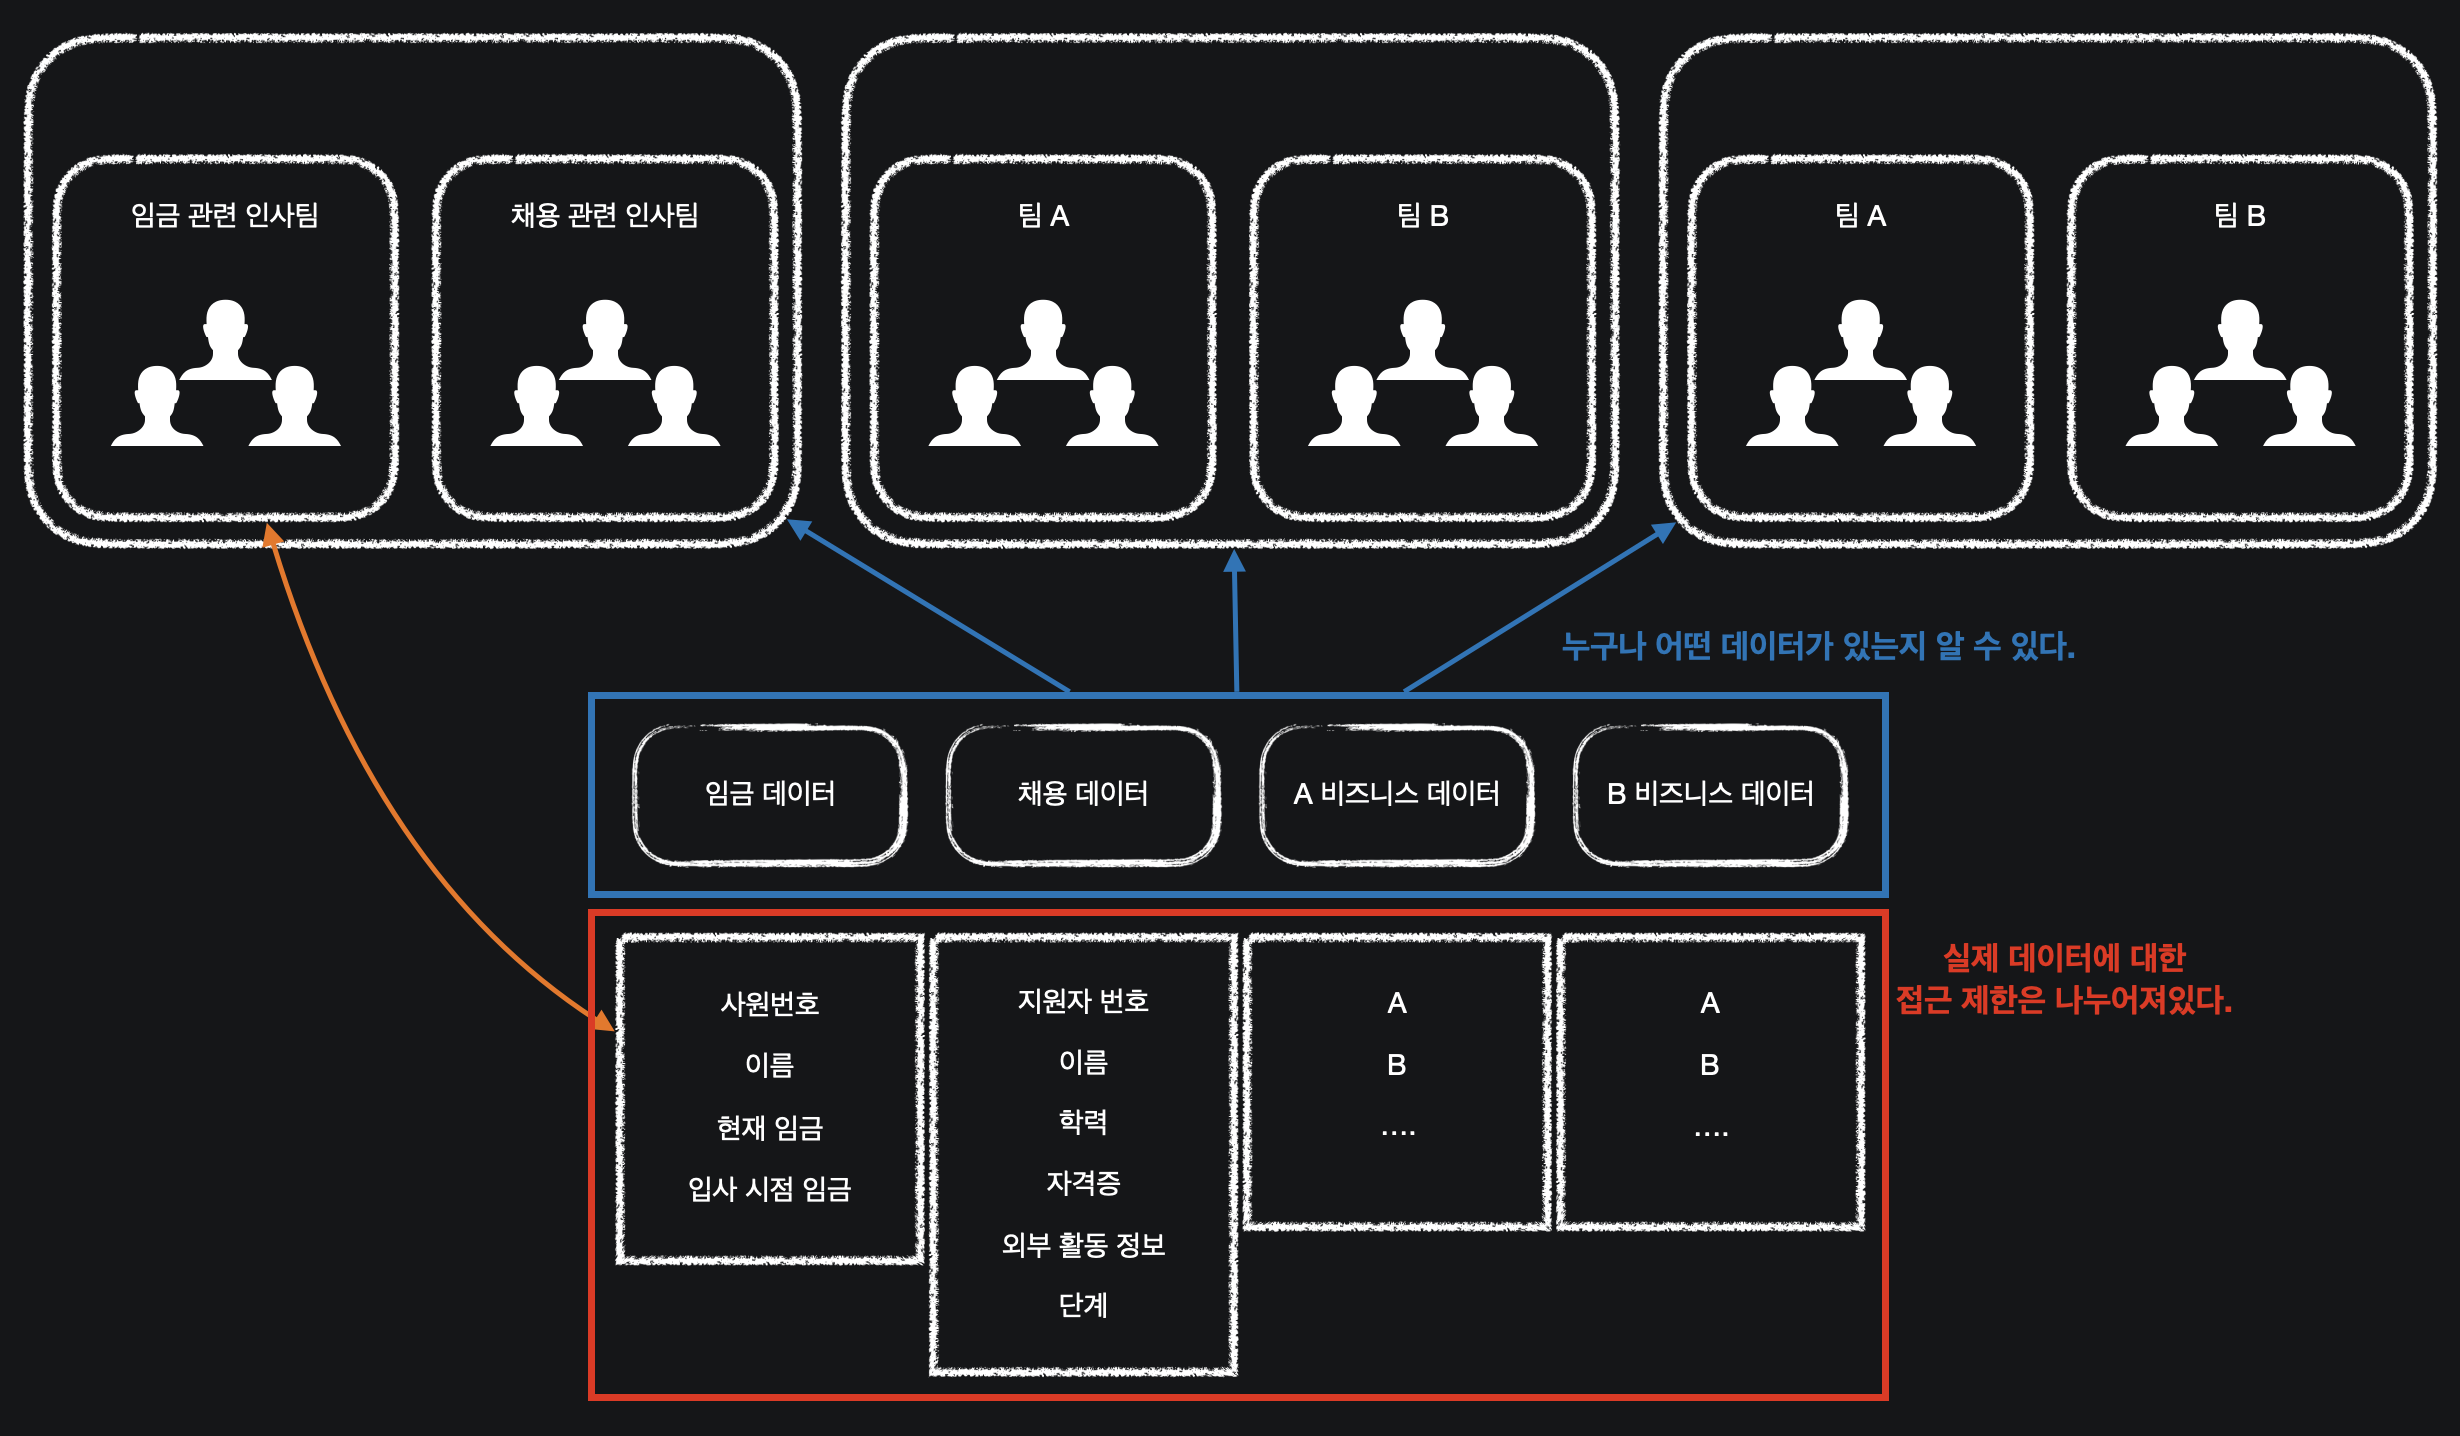 임금 관련 인사팀
채용 관련 인사팀
팀 A
팀 B
팀 A
팀 B
누구나 어떤 데이터가 있는지 알 수 있다.
임금 데이터
채용 데이터
A 비즈니스 데이터
B 비즈니스 데이터
실제 데이터에 대한
접근 제한은 나누어져있다.
사원번호
이름
현재 임금
입사 시점 임금
지원자 번호
이름
학력
자격증
외부 활동 정보
단계
A
B
....
A
B
....